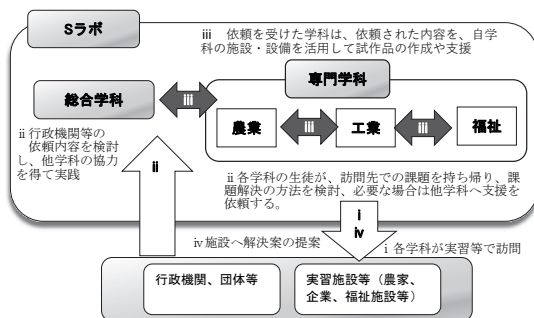 Sラボ
ⅲ 依頼を受けた学科は、依頼された内容を、自学
科の施設・設備を活用して試作品の作成や支援
専門学科
総合学科
ⅲ
農業
ⅲ
工業
ⅲ
福祉
ⅱ行政機関等の
依頼内容を検討
し、他学科の協力
を得て実践
ⅱ
ⅱ各学科の生徒が、訪問先での課題を持ち帰り、課
題解決の方法を検討、必要な場合は他学科へ支援を
依頼する。
ⅰ
ⅳ
ⅳ施設へ解決案の提案
ⅰ各学科が実習等で訪問
行政機関、団体等
実習施設等（農家、
企業、福祉施設等）